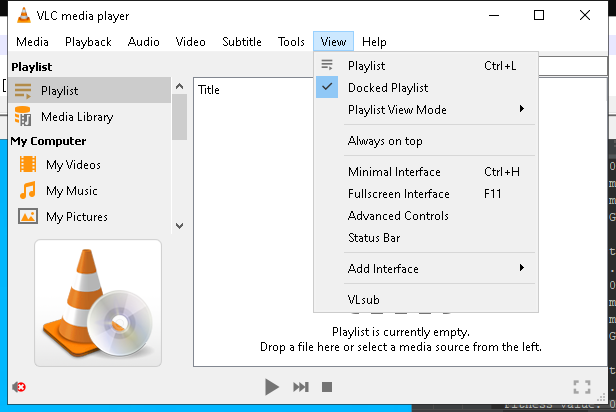 VLC media player
Media Playback Audio Video Subtitle Tools View Help
Playlist
Playlist
Media Library
My Computer
My Videos
My Music
My Pictures
Title
Playlist Ctrl+L
Docked Playlist
Playlist View Mode
Always on top
Minimal Interface Ctrl+H
Fullscreen Interface F11
Advanced Controls
Status Bar
Add Interface
VLsub
Playlist is currently empty.
Drop a file here or select a media source from the left.